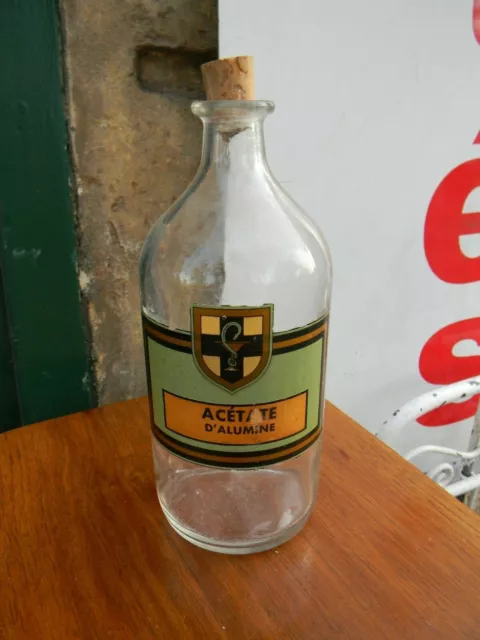 ACÉTATE
D'ALUMINE
é
s